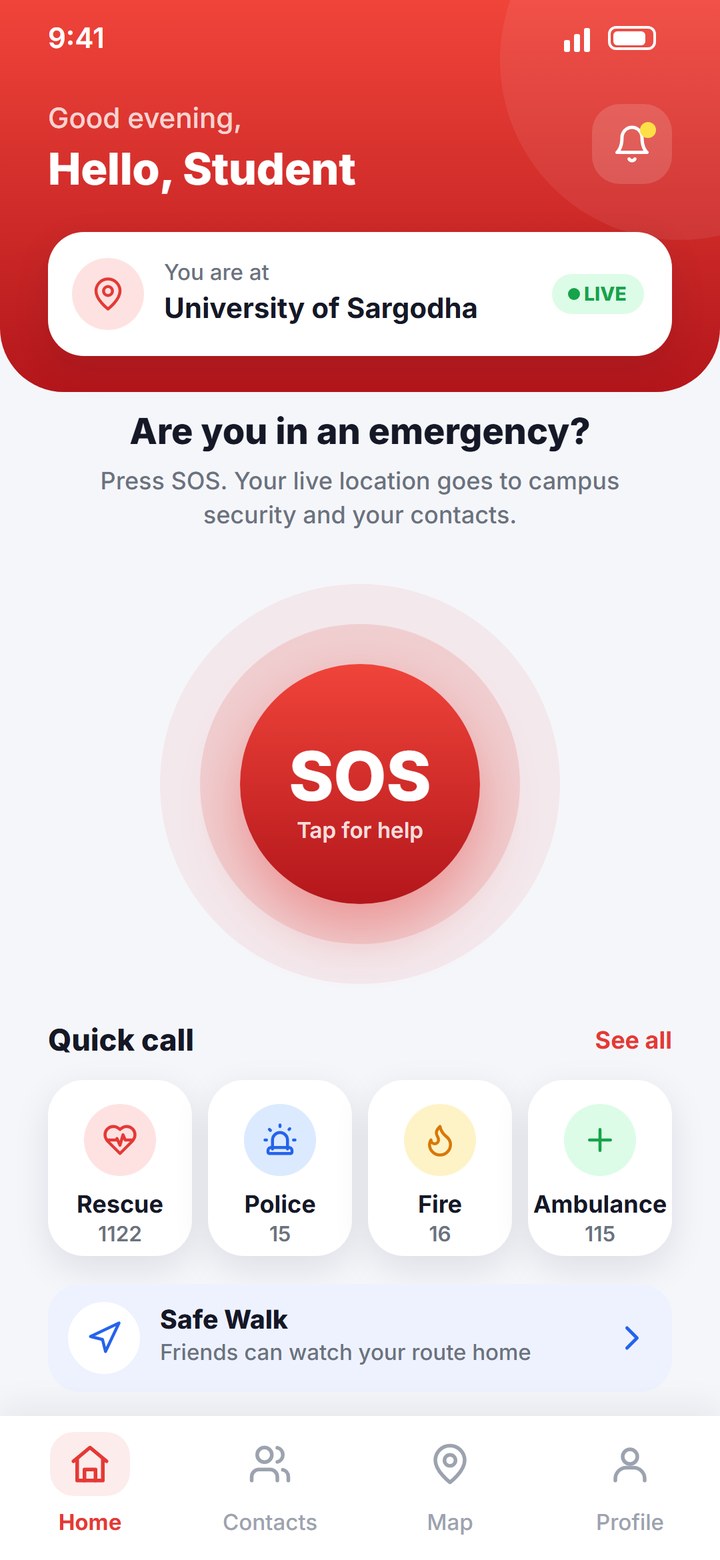 9:41
Good evening,
Hello, Student
You are at
University of Sargodha
LIVE
Are you in an emergency?
Press SOS. Your live location goes to campus
security and your contacts.
SOS
Tap for help
Quick call
See all
Rescue
1122
Police
15
Fire
16
Ambulance
115
Safe Walk
Friends can watch your route home
Home
Contacts
Map
Profile